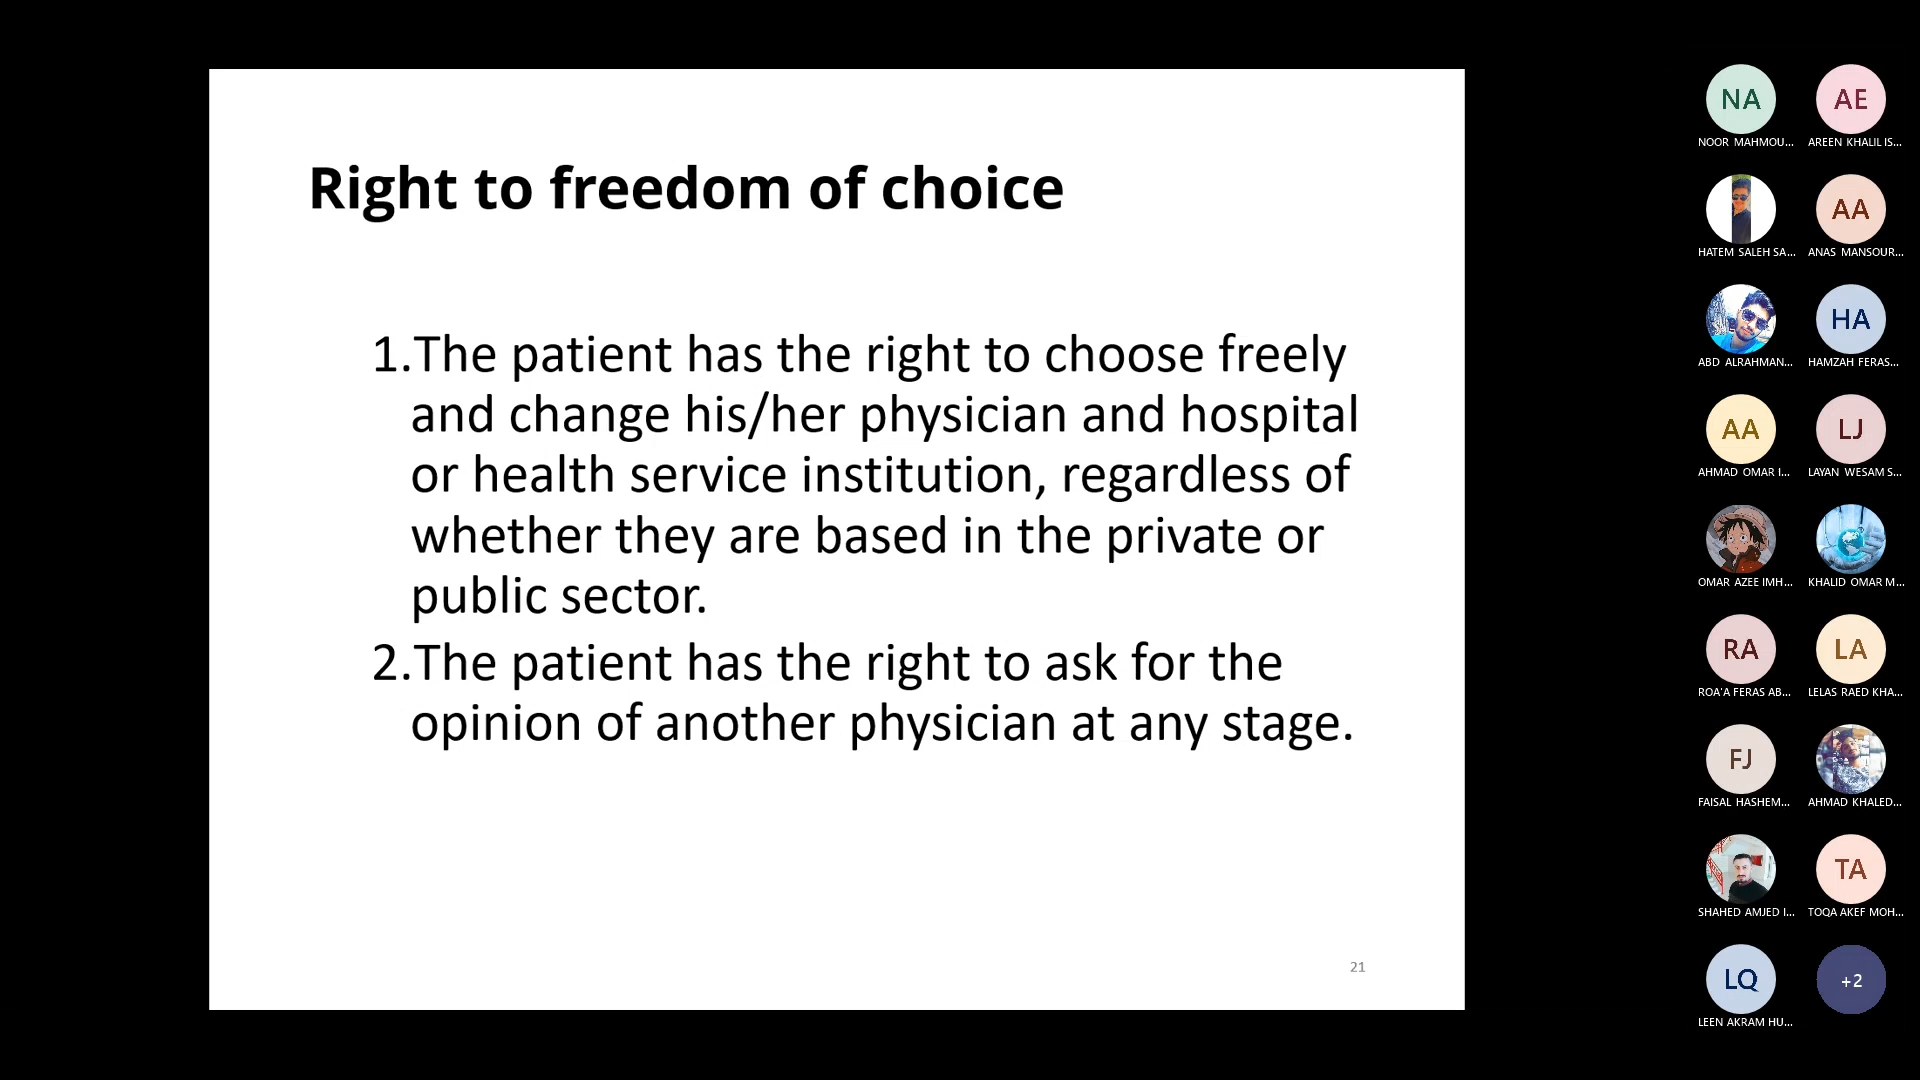 Right to freedom of choice
1.The patient has the right to choose freely
and change his/her physician and hospital
or health service institution, regardless of
whether they are based in the private or
public sector.
2.The patient has the right to ask for the
opinion of another physician at any stage.
21
NA
NOOR MAHMOU...
AE
AREEN KHALIL IS...
HATEM SALEH SA...
AA
ANAS MANSOUR...
ABD ALRAHMAN...
HA
HAMZAH FERAS...
AA
AHMAD OMAR I...
LJ
LAYAN WESAM S...
OMAR AZEE IMH...
KHALID OMAR M...
RA
ROA'A FERAS AB...
LA
LELAS RAED KHA...
FJ
FAISAL HASHEM...
AHMAD KHALED...
SHAHED AMJED I...
TA
TOQA AKEF MOH...
LQ
LEEN AKRAM HU...
+2